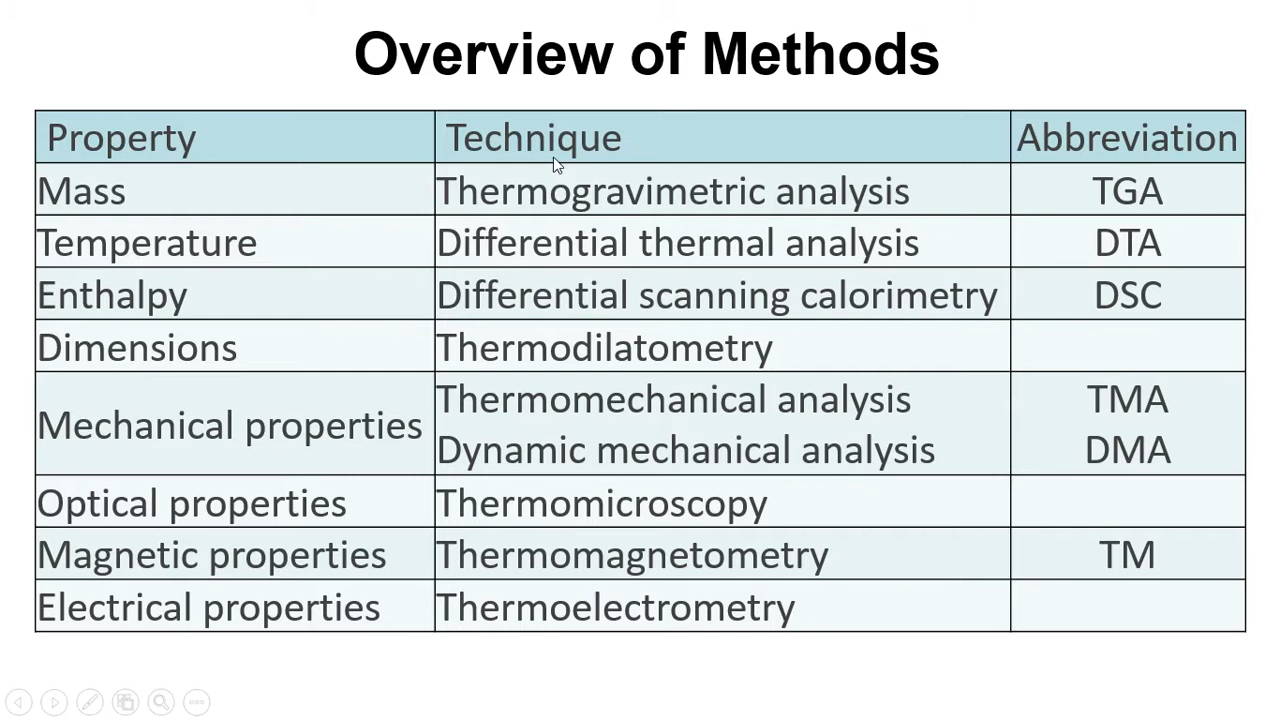 Overview of Methods
Property Technique Abbreviation
Mass Thermogravimetric analysis TGA
Temperature Differential thermal analysis DTA
Enthalpy Differential scanning calorimetry DSC
Dimensions Thermodilatometry
Mechanical properties Thermomechanical analysis TMA
Dynamic mechanical analysis DMA
Optical properties Thermomicroscopy
Magnetic properties Thermomagnetometry TM
Electrical properties Thermoelectrometry